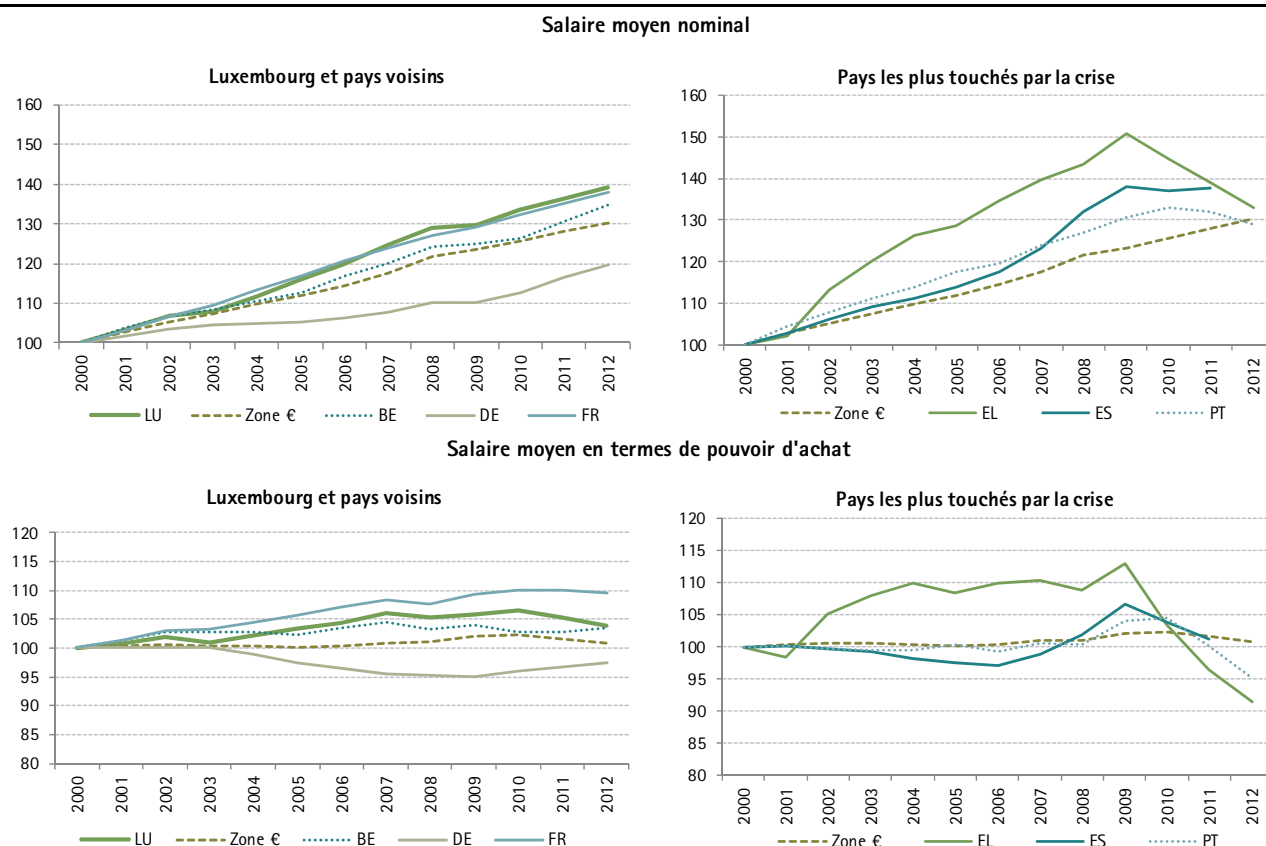 Salaire moyen nominal
Luxembourg et pays voisins
160
150
140
130
120
110
100
2000 2001 2002 2003 2004 2005 2006 2007 2008 2009 2010 2011 2012
LU Zone € BE DE FR
Pays les plus touchés par la crise
160
150
140
130
120
110
100
2000 2001 2002 2003 2004 2005 2006 2007 2008 2009 2010 2011 2012
Zone € EL ES PT
Salaire moyen en termes de pouvoir d'achat
Luxembourg et pays voisins
120
115
110
105
100
95
90
85
80
2000 2001 2002 2003 2004 2005 2006 2007 2008 2009 2010 2011 2012
LU Zone € BE DE FR
Pays les plus touchés par la crise
120
115
110
105
100
95
90
85
80
2000 2001 2002 2003 2004 2005 2006 2007 2008 2009 2010 2011 2012
Zone € EL ES PT